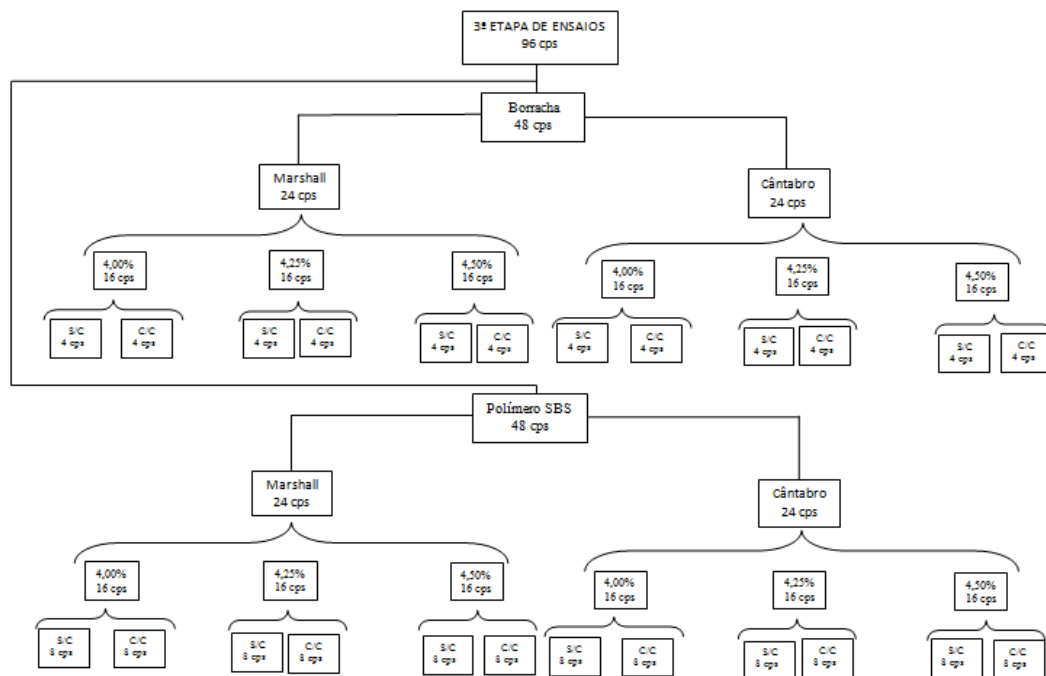 3ª ETAPA DE ENSAIOS
96 cps
Borracha
48 cps
Marshall
24 cps
Cântabro
24 cps
4,00%
16 cps
4,25%
16 cps
4,50%
16 cps
4,00%
16 cps
4,25%
16 cps
4,50%
16 cps
S/C
4 cps
C/C
4 cps
S/C
4 cps
C/C
4 cps
S/C
4 cps
C/C
4 cps
S/C
4 cps
C/C
4 cps
S/C
4 cps
C/C
4 cps
S/C
4 cps
C/C
4 cps
Polímero SBS
48 cps
Marshall
24 cps
Cântabro
24 cps
4,00%
16 cps
4,25%
16 cps
4,50%
16 cps
4,00%
16 cps
4,25%
16 cps
4,50%
16 cps
S/C
8 cps
C/C
8 cps
S/C
8 cps
C/C
8 cps
S/C
8 cps
C/C
8 cps
S/C
8 cps
C/C
8 cps
S/C
8 cps
C/C
8 cps
S/C
8 cps
C/C
8 cps